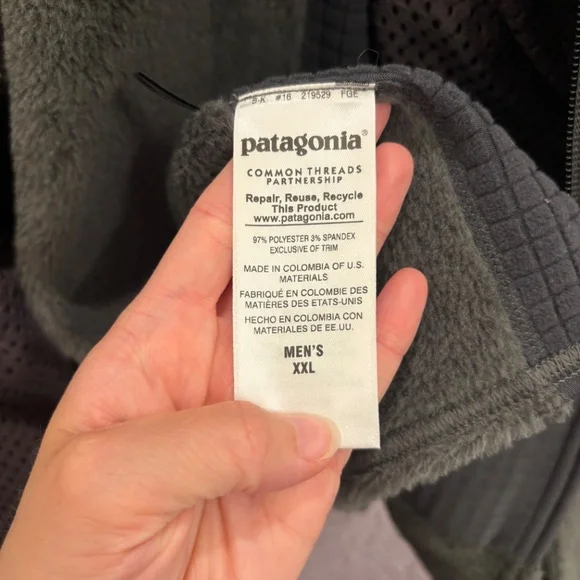 B-K #16 219529 FGE
patagonia®
COMMON THREADS
PARTNERSHIP
Repair, Reuse, Recycle
This Product
www.patagonia.com
97% POLYESTER 3% SPANDEX
EXCLUSIVE OF TRIM
MADE IN COLOMBIA OF U.S.
MATERIALS
FABRIQUÉ EN COLOMBIE DES
MATIÈRES DES ETATS-UNIS
HECHO EN COLOMBIA CON
MATERIALES DE EE.UU.
MEN'S
XXL